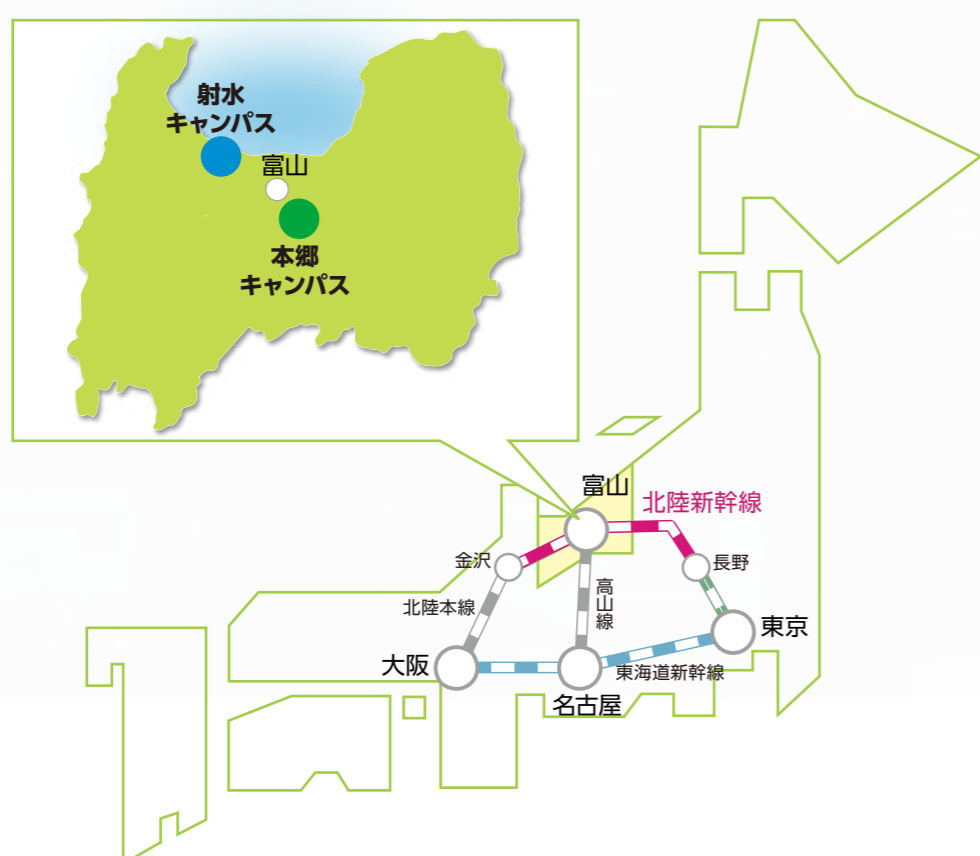 射水
キャンパス
富山
本郷
キャンパス
富山
北陸新幹線
金沢
長野
北陸本線
高山線
東京
大阪
東海道新幹線
名古屋